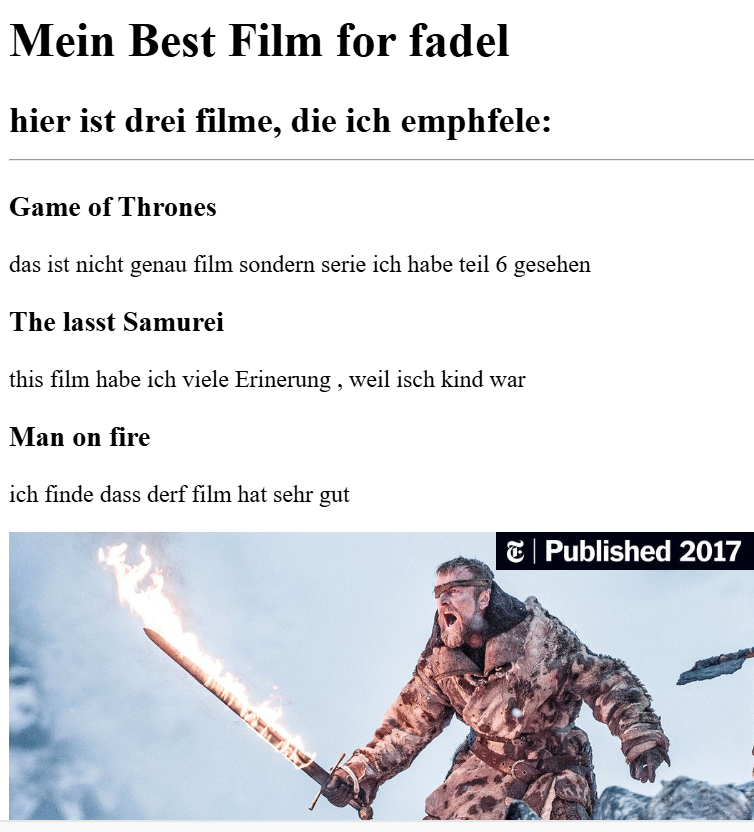 Mein Best Film for fadel
hier ist drei filme, die ich emphfele:
Game of Thrones
das ist nicht genau film sondern serie ich habe teil 6 gesehen
The lasst Samurei
this film habe ich viele Erinerung , weil isch kind war
Man on fire
ich finde dass derf film hat sehr gut
T | Published 2017